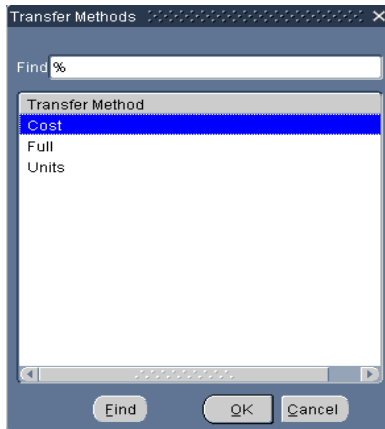 Transfer Methods
Find %
Transfer Method
Cost
Full
Units
Find OK Cancel